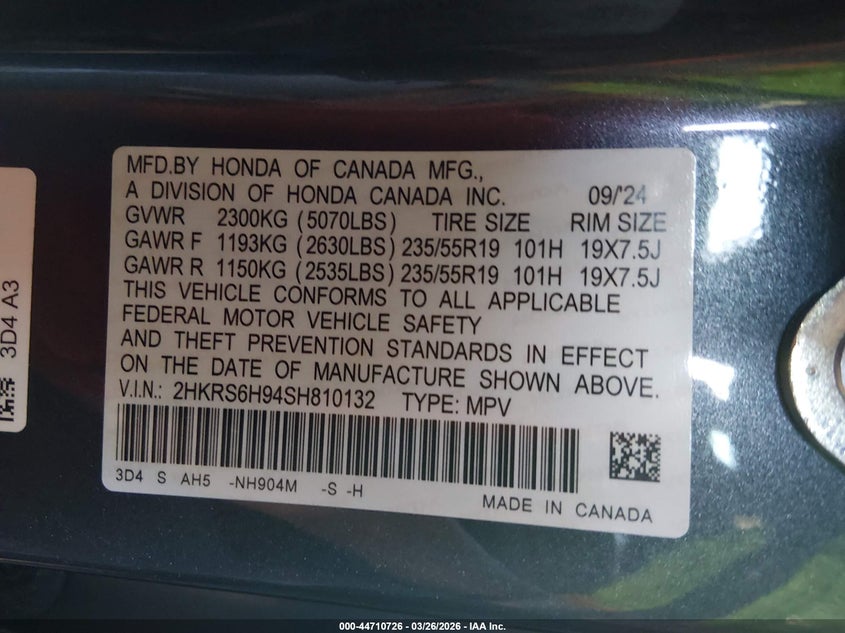 MFD.BY HONDA OF CANADA MFG.,
A DIVISION OF HONDA CANADA INC. 09/'24
GVWR 2300KG (5070LBS) TIRE SIZE RIM SIZE
GAWR F 1193KG (2630LBS) 235/55R19 101H 19X7.5J
GAWR R 1150KG (2535LBS) 235/55R19 101H 19X7.5J
THIS VEHICLE CONFORMS TO ALL APPLICABLE
FEDERAL MOTOR VEHICLE SAFETY
AND THEFT PREVENTION STANDARDS IN EFFECT
ON THE DATE OF MANUFACTURE SHOWN ABOVE.
V.I.N.: 2HKRS6H94SH810132 TYPE: MPV
3D4 S AH5 -NH904M -S -H
MADE IN CANADA
3D4 A3
000-44710726 - 03/26/2026 - IAA Inc.